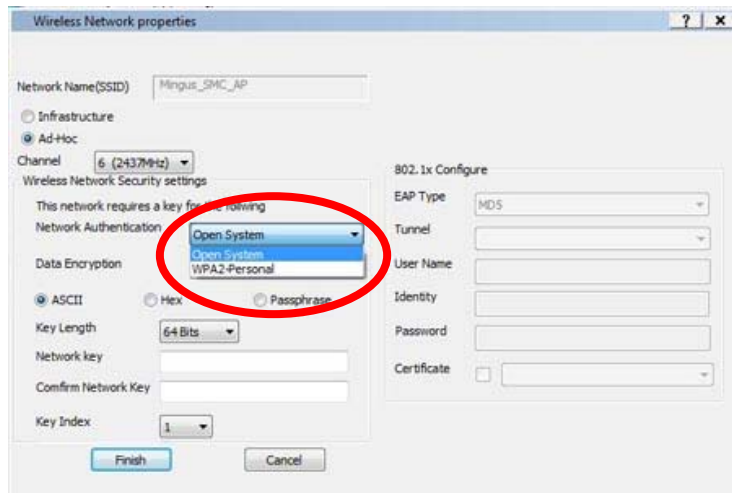 Wireless Network properties
? x
Network Name(SSID) Mingus_SMC_AP
Infrastructure
Ad-Hoc
Channel 6 (2437MHz)
Wireless Network Security settings
This network requires a key for the follwing
Network Authentication Open System
Open System
WPA2-Personal
Data Encryption
ASCII Hex Passphrase
Key Length 64 Bits
Network key
Comfirm Network Key
Key Index 1
Finish Cancel
802.1x Configure
EAP Type MD5
Tunnel
User Name
Identity
Password
Certificate